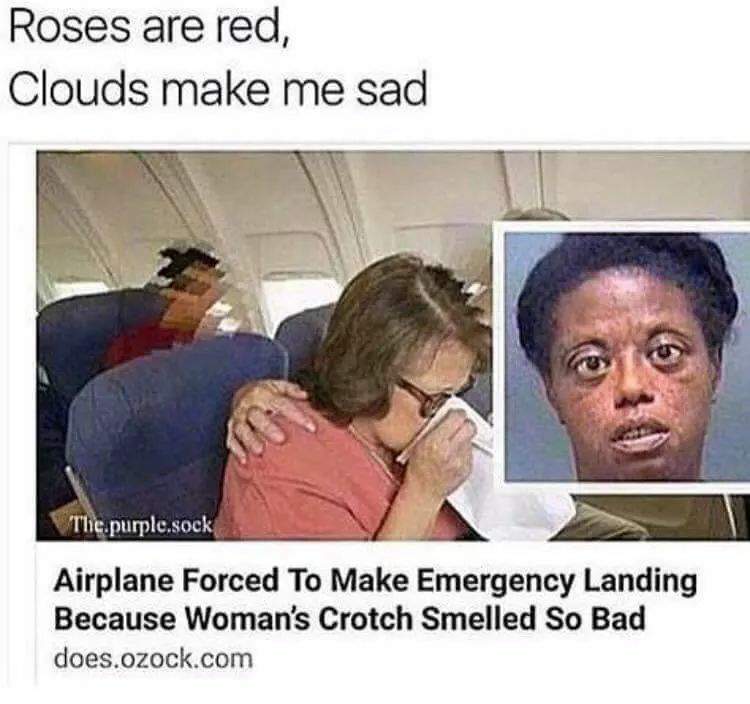 Roses are red,
Clouds make me sad
The.purple.sock
Airplane Forced To Make Emergency Landing
Because Woman's Crotch Smelled So Bad
does.ozock.com